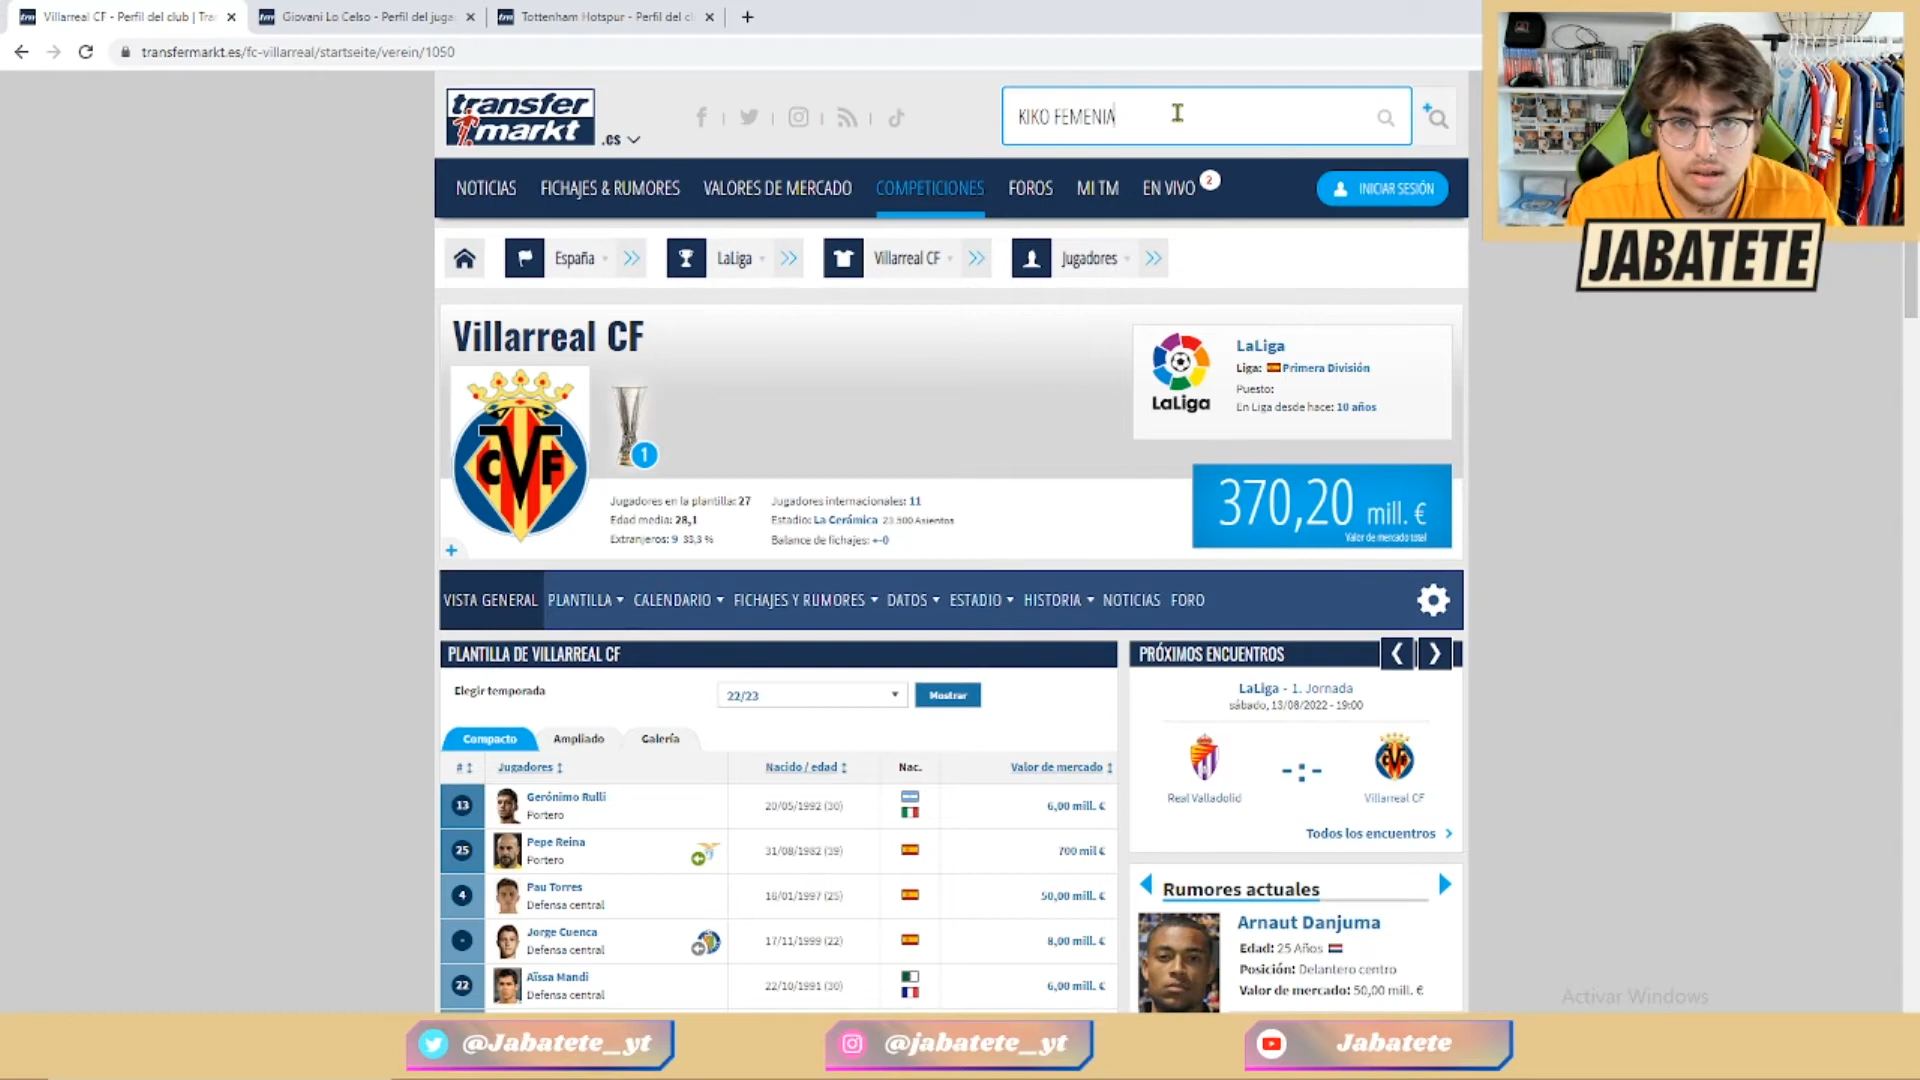 Villarreal CF - Perfil del club | Tra
Giovani Lo Celso - Perfil del juga
Tottenham Hotspur - Perfil del cl
transfermarkt.es/fc-villarreal/startseite/verein/1050
transfer
markt
.es
KIKO FEMENIA
NOTICIAS FICHAJES & RUMORES VALORES DE MERCADO COMPETICIONES FOROS MI TM EN VIVO 2 INICIAR SESIÓN
JABATETE
España LaLiga Villarreal CF Jugadores
Villarreal CF
1
CVF
LaLiga
LaLiga
Liga: Primera División
Puesto:
En Liga desde hace: 10 años
Jugadores en la plantilla: 27
Edad media: 28,1
Extranjeros: 9 33,3 %
Jugadores internacionales: 11
Estadio: La Cerámica 23.500 Asientos
Balance de fichajes: +-0
370,20 mill. €
Valor de mercado total
VISTA GENERAL PLANTILLA CALENDARIO FICHAJES Y RUMORES DATOS ESTADIO HISTORIA NOTICIAS FORO
PLANTILLA DE VILLARREAL CF
Elegir temporada 22/23 Mostrar
Compacto Ampliado Galería
# Jugadores Nacido / edad Nac. Valor de mercado
13 Gerónimo Rulli 20/05/1992 (30) 6,00 mill. €
Portero
25 Pepe Reina 31/08/1982 (39) 700 mil €
Portero
4 Pau Torres 16/01/1997 (25) 50,00 mill. €
Defensa central
- Jorge Cuenca 17/11/1999 (22) 8,00 mill. €
Defensa central
22 Aïssa Mandi 22/10/1991 (30) 6,00 mill. €
Defensa central
PRÓXIMOS ENCUENTROS
LaLiga - 1. Jornada
sábado, 13/08/2022 - 19:00
-:-
Real Valladolid Villarreal CF
Todos los encuentros
Rumores actuales
Arnaut Danjuma
Edad: 25 Años
Posición: Delantero centro
Valor de mercado: 50,00 mill. €
Activar Windows
@Jabatete_yt
@jabatete_yt
Jabatete